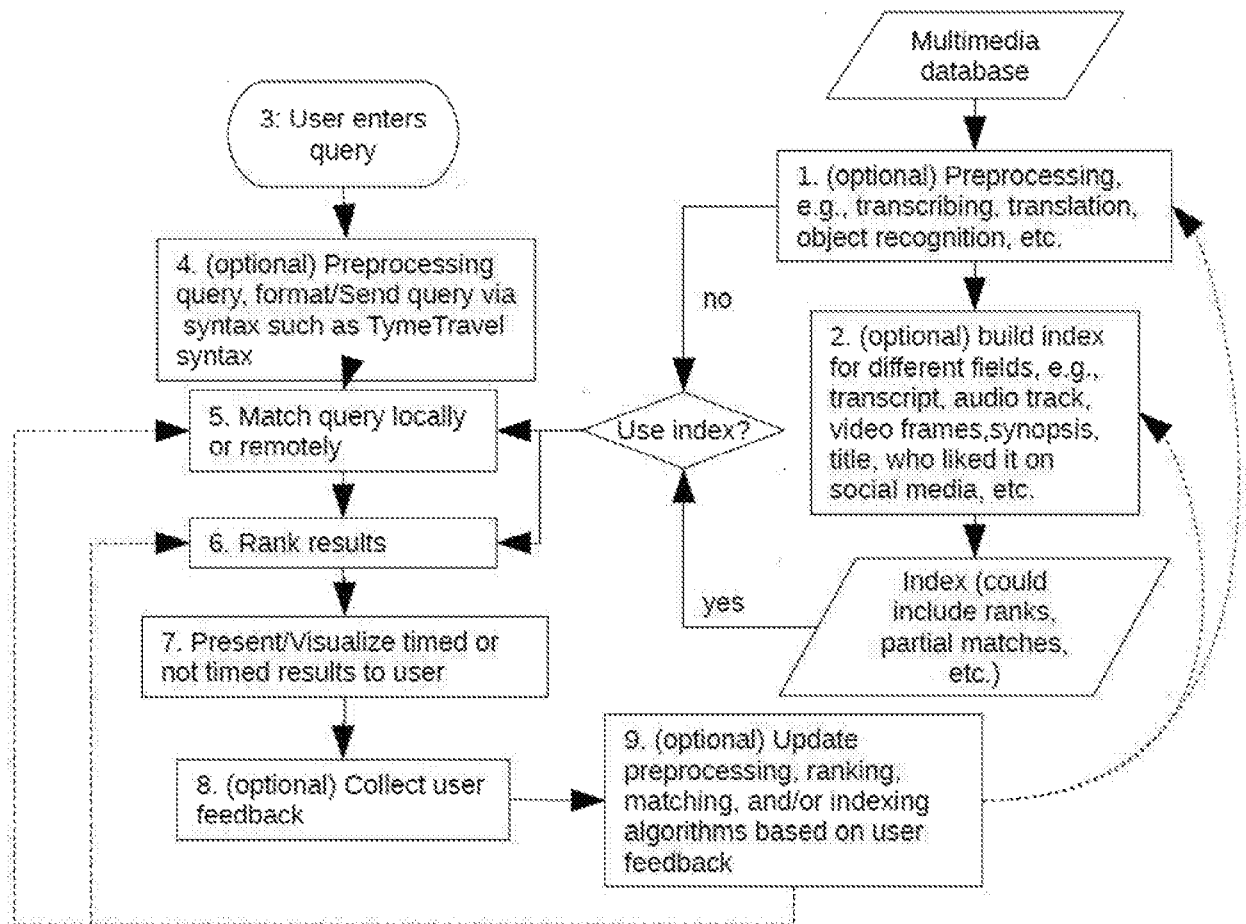 Multimedia
database
3: User enters
query
1. (optional) Preprocessing,
e.g., transcribing, translation,
object recognition, etc.
4. (optional) Preprocessing
query, format/Send query via
syntax such as TymeTravel
syntax
no
2. (optional) build index
for different fields, e.g.,
transcript, audio track,
video frames,synopsis,
title, who liked it on
social media, etc.
5. Match query locally
or remotely
Use index?
6. Rank results
yes
Index (could
include ranks,
partial matches,
etc.)
7. Present/Visualize timed or
not timed results to user
8. (optional) Collect user
feedback
9. (optional) Update
preprocessing, ranking,
matching, and/or indexing
algorithms based on user
feedback